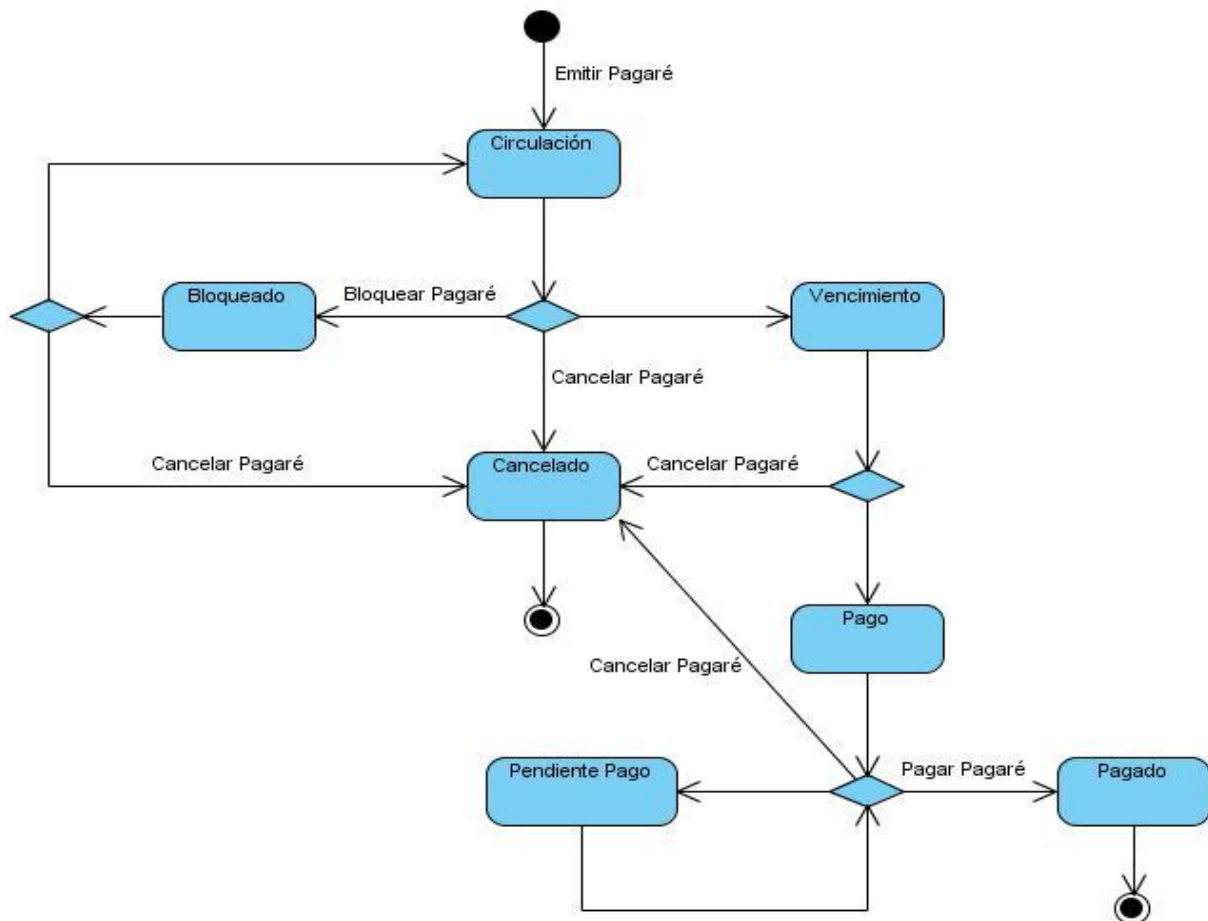 Emitir Pagaré
Circulación
Bloqueado
Bloquear Pagaré
Vencimiento
Cancelar Pagaré
Cancelar Pagaré
Cancelado
Cancelar Pagaré
Pago
Cancelar Pagaré
Pendiente Pago
Pagar Pagaré
Pagado